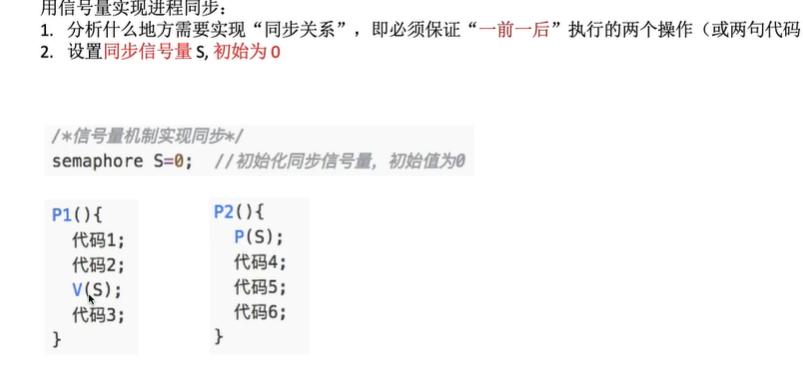 用信号量实现进程同步：
1. 分析什么地方需要实现“同步关系”，即必须保证“一前一后”执行的两个操作（或两句代码
2. 设置同步信号量 S, 初始为 0
/*信号量机制实现同步*/
semaphore S=0; //初始化同步信号量，初始值为0
P1(){
代码1;
代码2;
V(S);
代码3;
}
P2(){
P(S);
代码4;
代码5;
代码6;
}